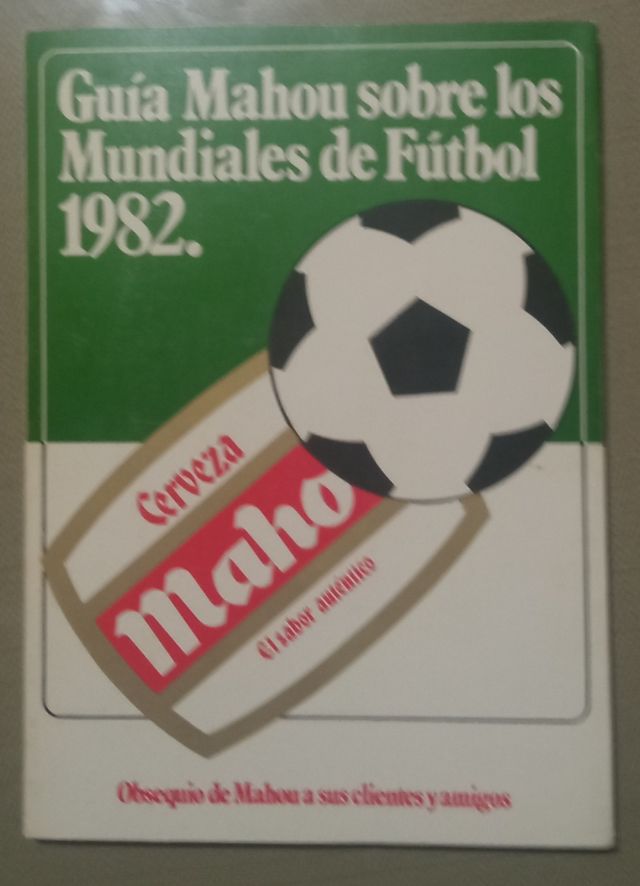 Guía Mahou sobre los
Mundiales de Fútbol
1982.
Cerveza
Maho
El sabor auténtico
Obsequio de Mahou a sus clientes y amigos